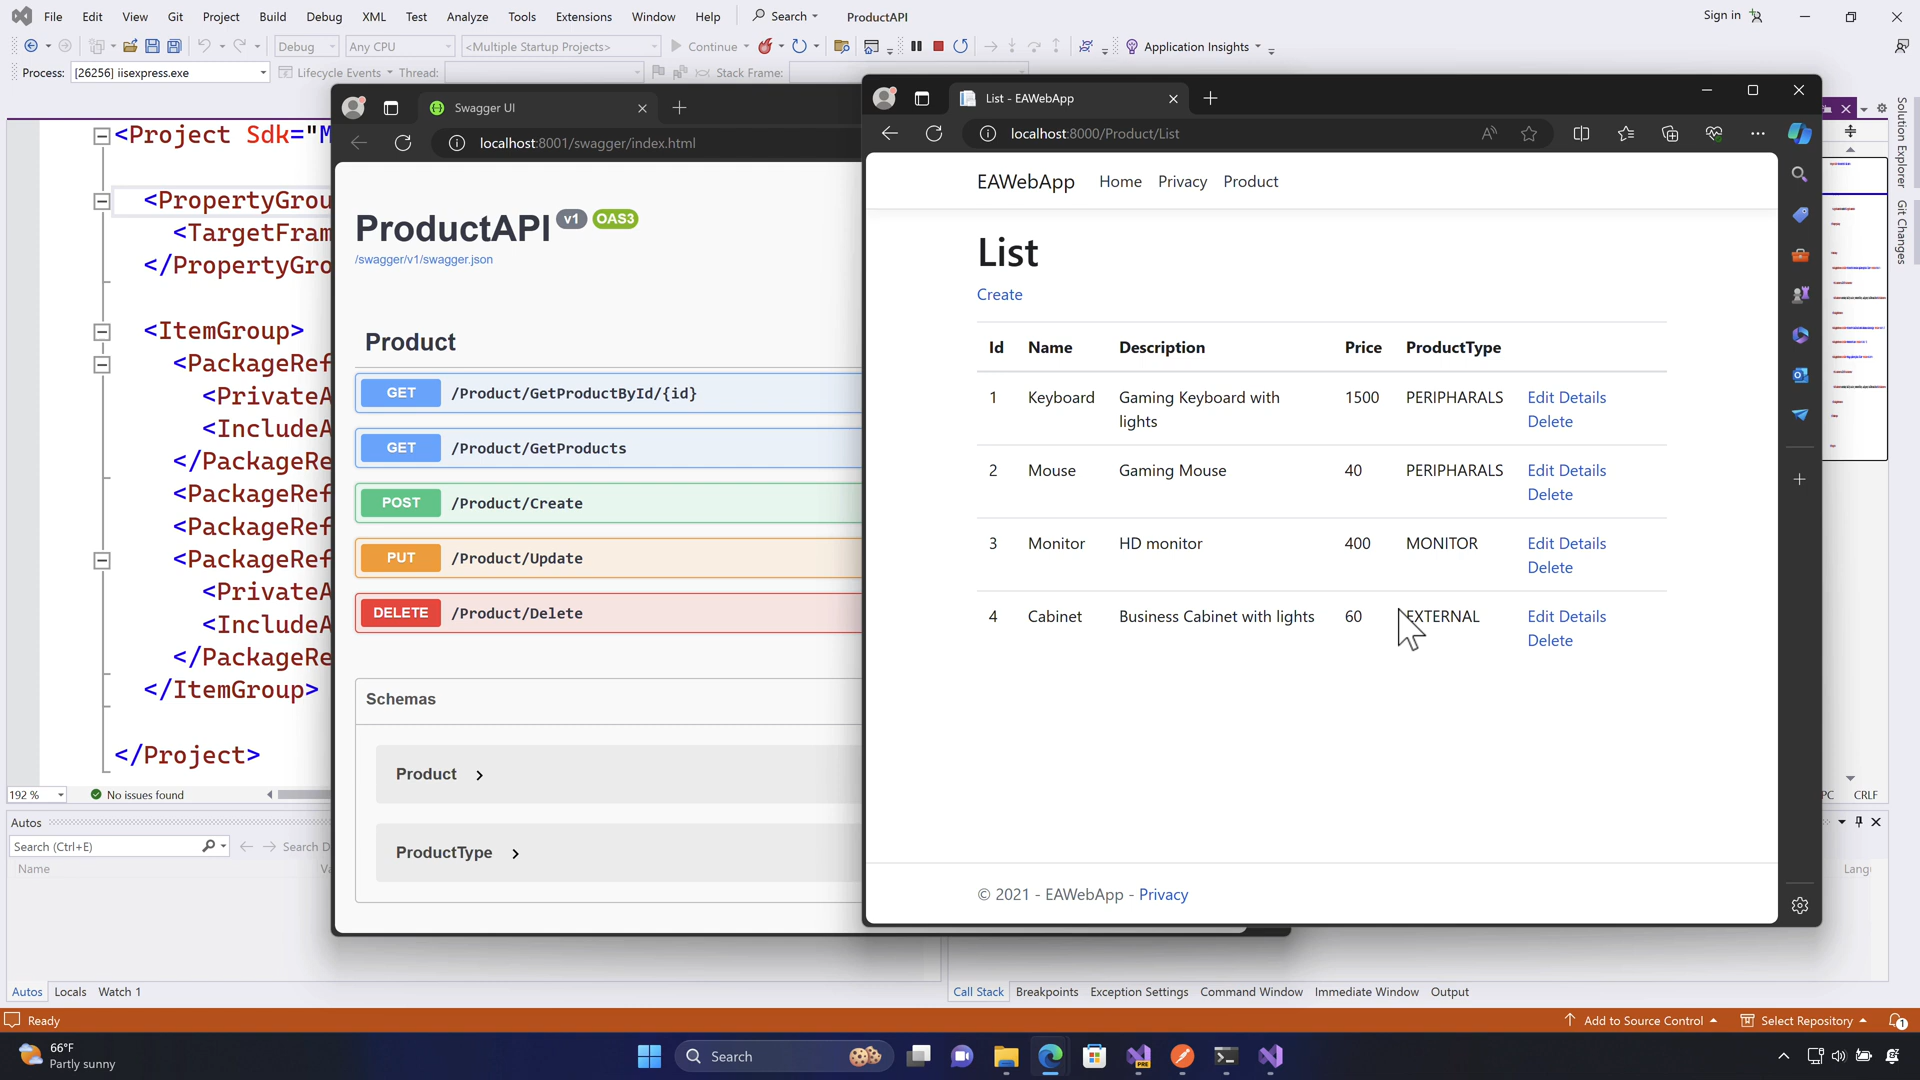 File Edit View Git Project Build Debug XML Test Analyze Tools Extensions Window Help Search ProductAPI Sign in
Debug Any CPU <Multiple Startup Projects> Continue Application Insights
Process: [26256] iisexpress.exe Lifecycle Events Thread: Stack Frame:
<Project Sdk="M
<PropertyGrou
<TargetFram
</PropertyGro
<ItemGroup>
<PackageRef
<PrivateA
<IncludeA
</PackageRe
<PackageRef
<PackageRef
<PackageRef
<PrivateA
<IncludeA
</PackageRe
</ItemGroup>
</Project>
192 % No issues found
Autos
Search (Ctrl+E) Search D
Name Va
Autos Locals Watch 1
Swagger UI
localhost:8001/swagger/index.html
ProductAPI v1 OAS3
/swagger/v1/swagger.json
Product
GET /Product/GetProductById/{id}
GET /Product/GetProducts
POST /Product/Create
PUT /Product/Update
DELETE /Product/Delete
Schemas
Product
ProductType
List - EAWebApp
localhost:8000/Product/List
EAWebApp Home Privacy Product
List
Create
Id Name Description Price ProductType
1 Keyboard Gaming Keyboard with lights 1500 PERIPHERALS Edit Details Delete
2 Mouse Gaming Mouse 40 PERIPHERALS Edit Details Delete
3 Monitor HD monitor 400 MONITOR Edit Details Delete
4 Cabinet Business Cabinet with lights 60 EXTERNAL Edit Details Delete
© 2021 - EAWebApp - Privacy
Solution Explorer
Git Changes
PC CRLF
Lang
Call Stack Breakpoints Exception Settings Command Window Immediate Window Output
Ready Add to Source Control Select Repository 1
66°F
Partly sunny
Search
PRE